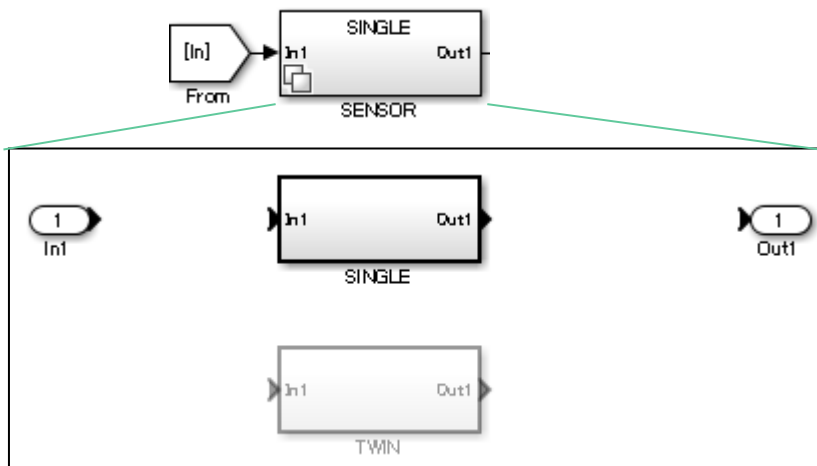 SINGLE
[In]
In1
Out1
From
SENSOR
1
In1
Out1
1
In1
Out1
SINGLE
In1
Out1
TWIN